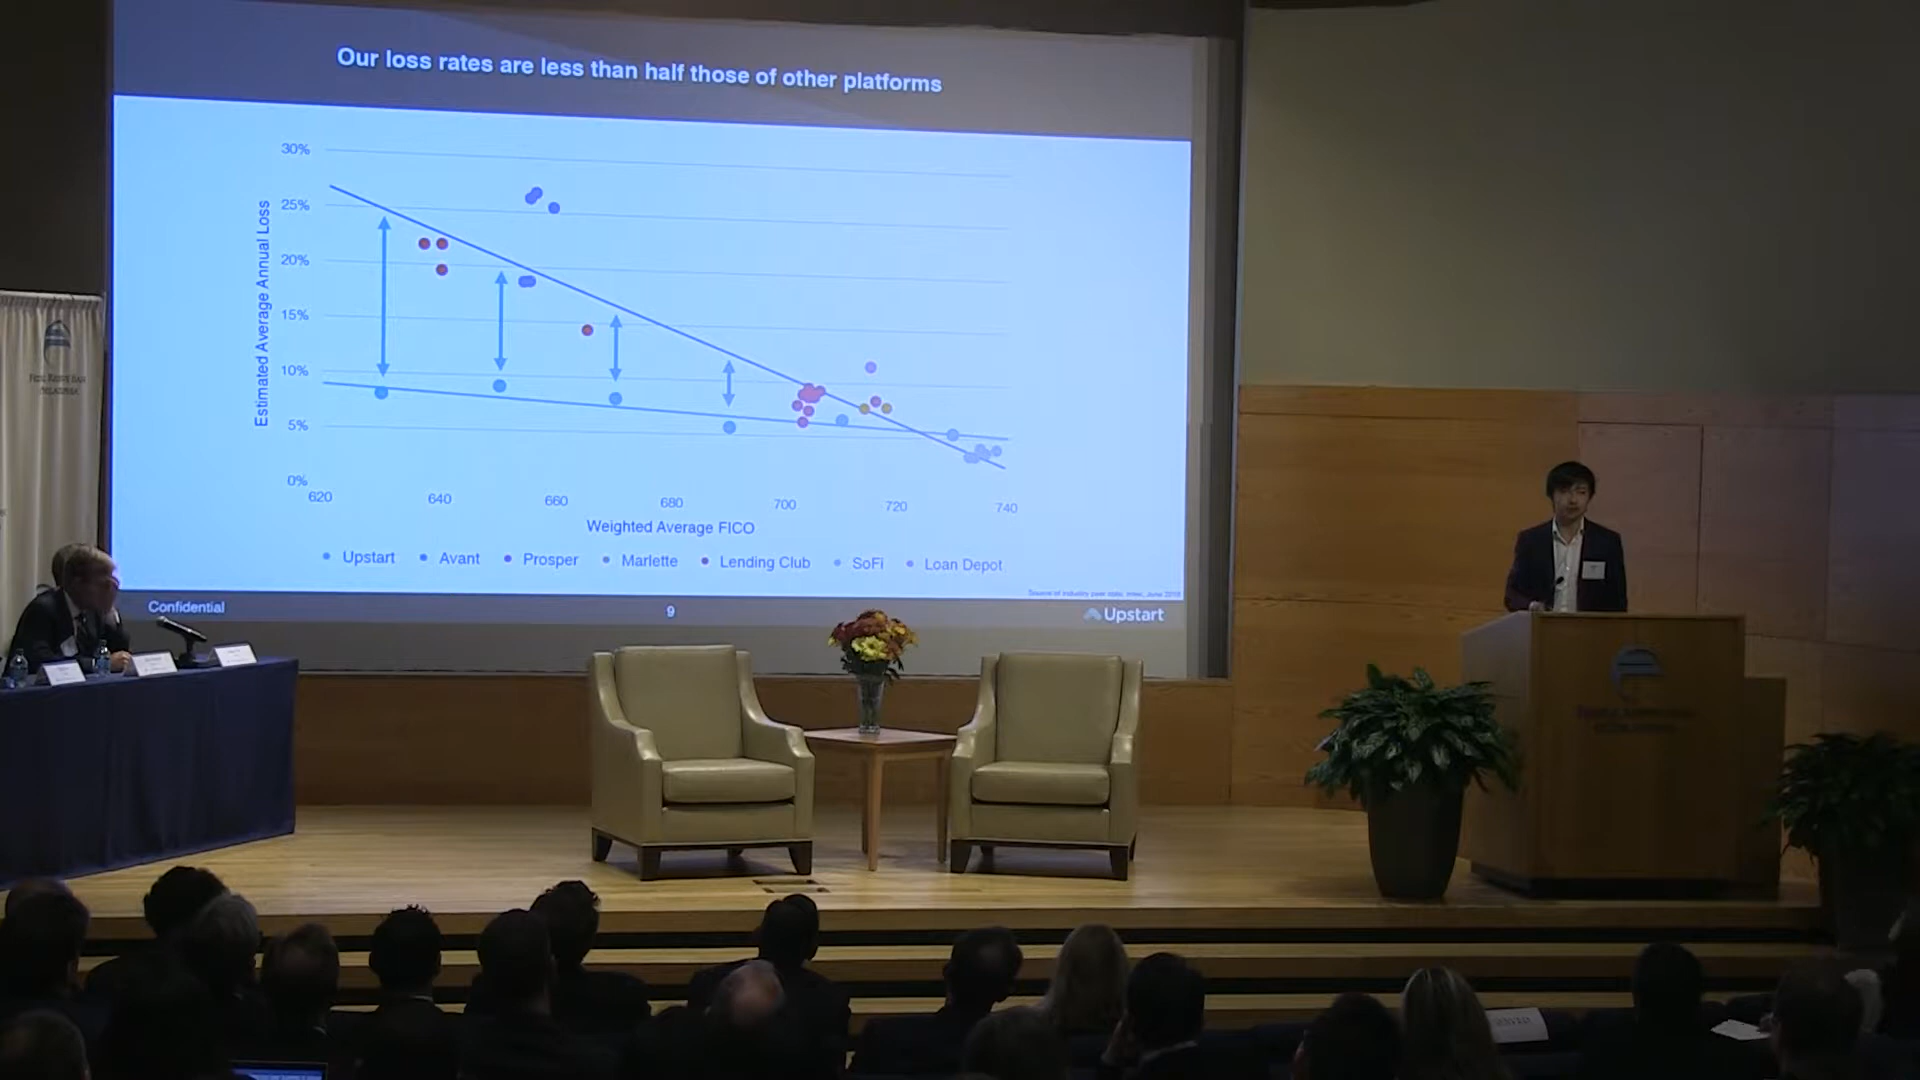 Our loss rates are less than half those of other platforms
30%
25%
20%
15%
10%
5%
0%
Estimated Average Annual Loss
620 640 660 680 700 720 740
Weighted Average FICO
Upstart Avant Prosper Marlette Lending Club SoFi Loan Depot
Confidential 9 Upstart